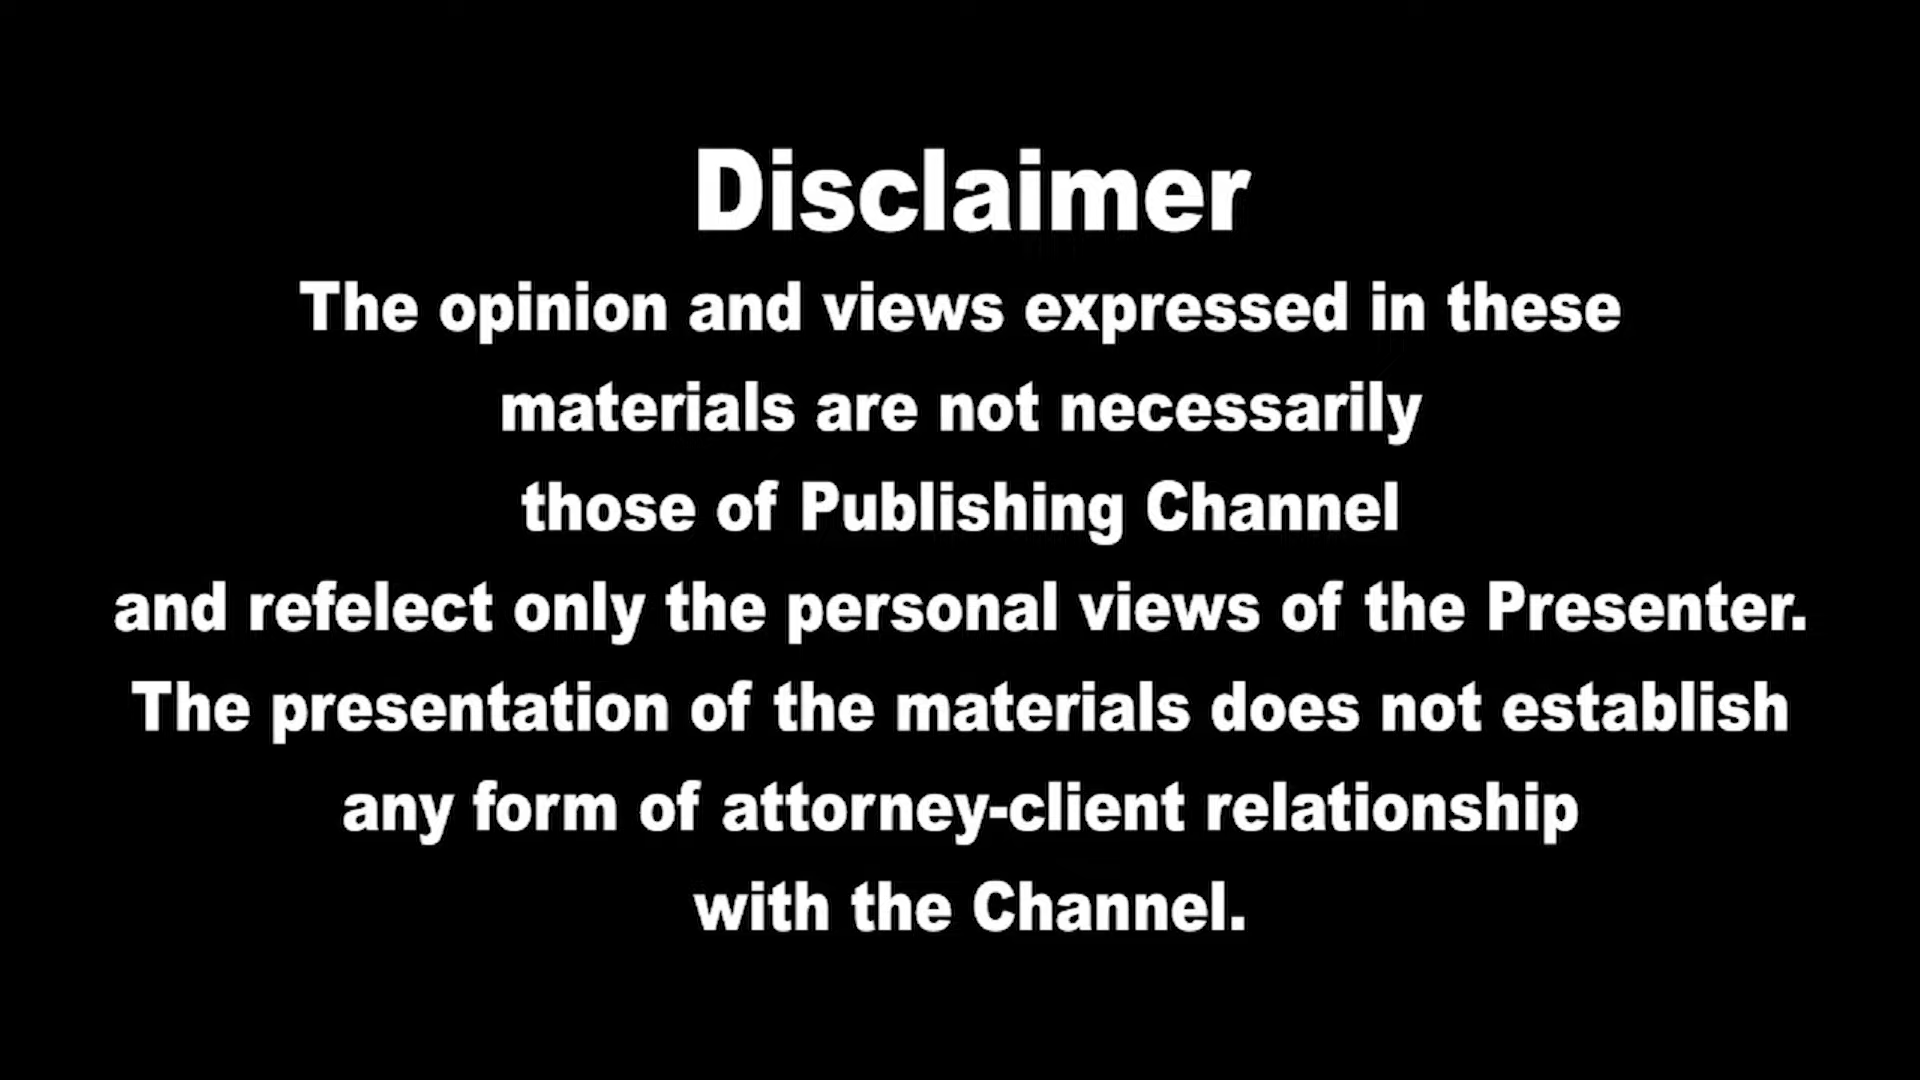 Disclaimer
The opinion and views expressed in these
materials are not necessarily
those of Publishing Channel
and refelect only the personal views of the Presenter.
The presentation of the materials does not establish
any form of attorney-client relationship
with the Channel.